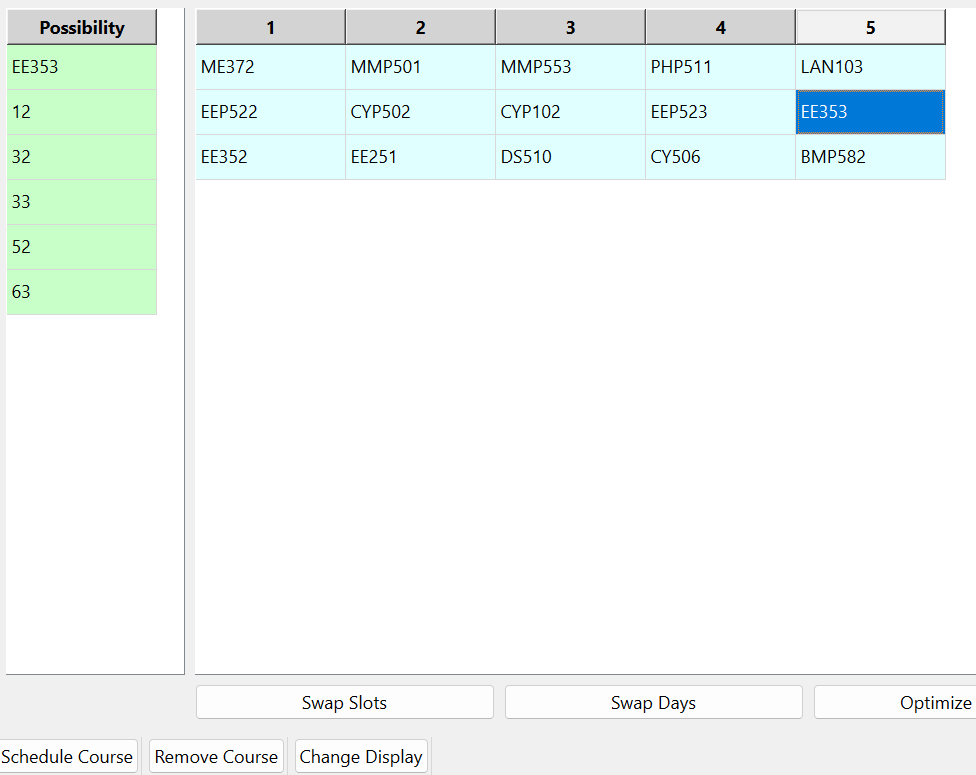 Possibility 1 2 3 4 5
EE353 ME372 MMP501 MMP553 PHP511 LAN103
12 EEP522 CYP502 CYP102 EEP523 EE353
32 EE352 EE251 DS510 CY506 BMP582
33
52
63
Swap Slots Swap Days Optimize
Schedule Course Remove Course Change Display